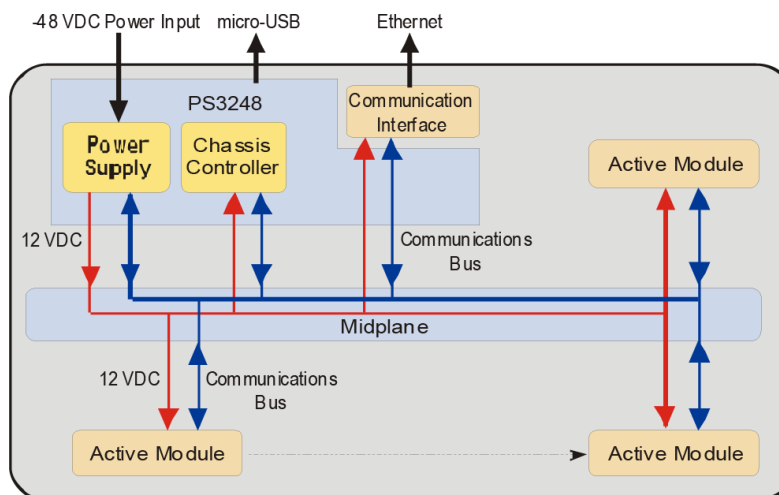 -48 VDC Power Input
micro-USB
Ethernet
PS3248
Communication
Interface
Power
Supply
Chassis
Controller
Active Module
12 VDC
Communications
Bus
Midplane
12 VDC
Communications
Bus
Active Module
Active Module